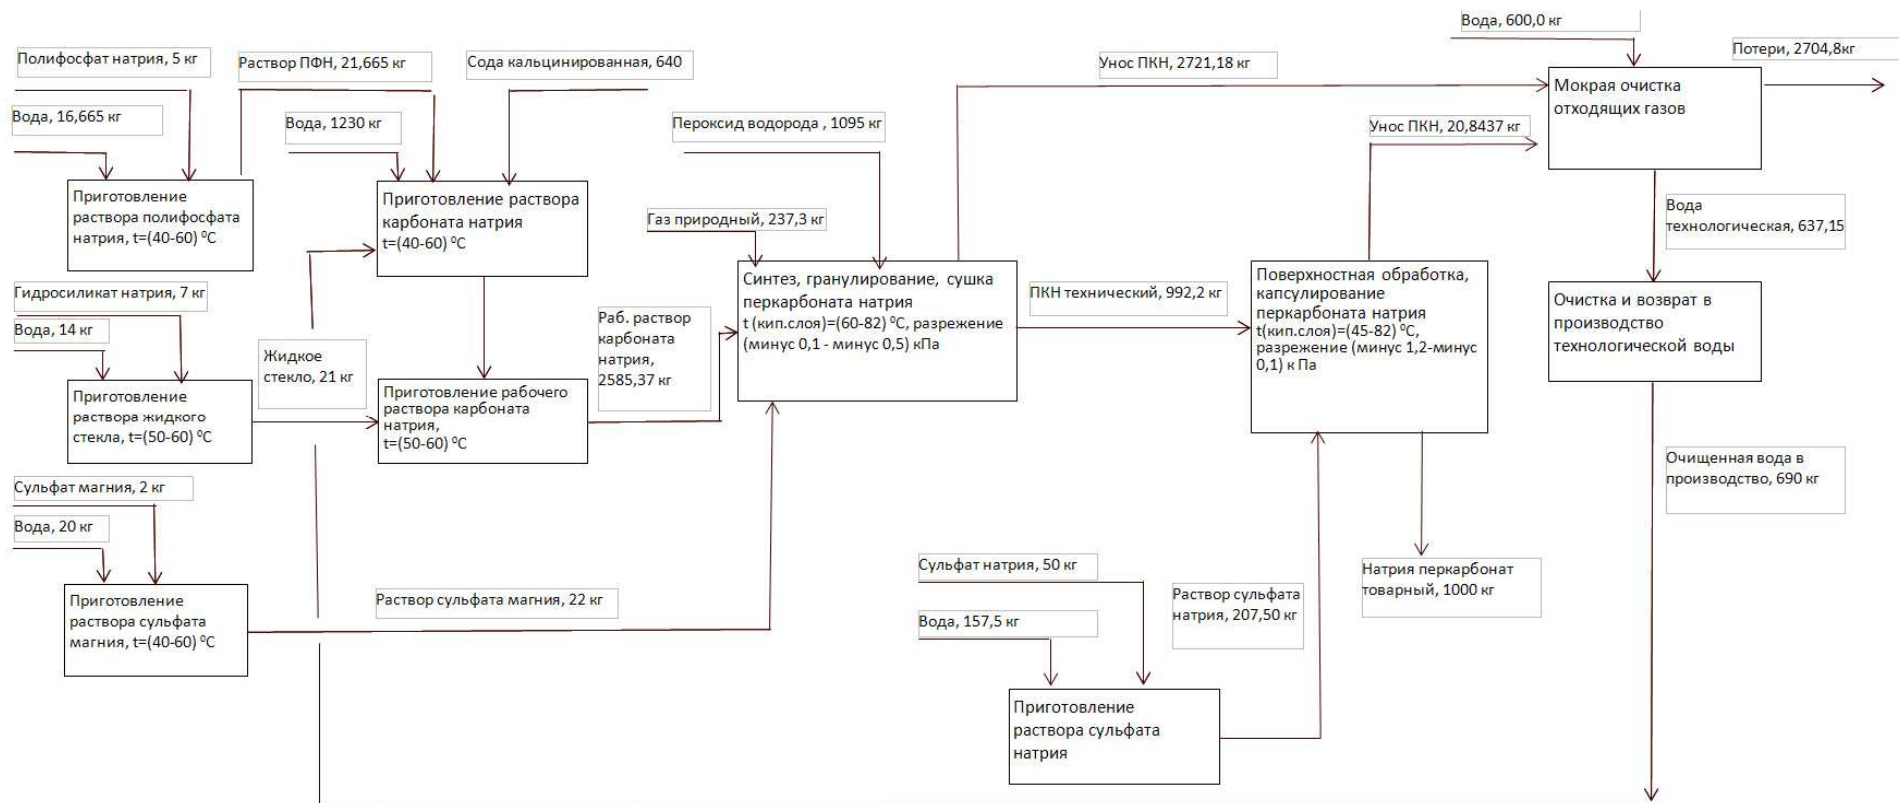 Вода, 600,0 кг
Потери, 2704,8кг
Полифосфат натрия, 5 кг
Раствор ПФН, 21,665 кг
Сода кальцинированная, 640
Унос ПКН, 2721,18 кг
Мокрая очистка
отходящих газов
Вода, 16,665 кг
Вода, 1230 кг
Пероксид водорода , 1095 кг
Унос ПКН, 20,8437 кг
Приготовление
раствора полифосфата
натрия, t=(40-60) ⁰С
Приготовление раствора
карбоната натрия
t=(40-60) ⁰С
Газ природный, 237,3 кг
Вода
технологическая, 637,15
Синтез, гранулирование, сушка
перкарбоната натрия
t (кип.слоя)=(60-82) ⁰С, разрежение
(минус 0,1 - минус 0,5) кПа
ПКН технический, 992,2 кг
Поверхностная обработка,
капсулирование
перкарбоната натрия
t(кип.слоя)=(45-82) ⁰С,
разрежение (минус 1,2-минус
0,1) к Па
Очистка и возврат в
производство
технологической воды
Гидросиликат натрия, 7 кг
Вода, 14 кг
Жидкое
стекло, 21 кг
Раб. раствор
карбоната
натрия,
2585,37 кг
Приготовление
раствора жидкого
стекла, t=(50-60) ⁰С
Приготовление рабочего
раствора карбоната
натрия,
t=(50-60) ⁰С
Очищенная вода в
производство, 690 кг
Сульфат магния, 2 кг
Вода, 20 кг
Приготовление
раствора сульфата
магния, t=(40-60) ⁰С
Раствор сульфата магния, 22 кг
Сульфат натрия, 50 кг
Вода, 157,5 кг
Раствор сульфата
натрия, 207,50 кг
Натрия перкарбонат
товарный, 1000 кг
Приготовление
раствора сульфата
натрия